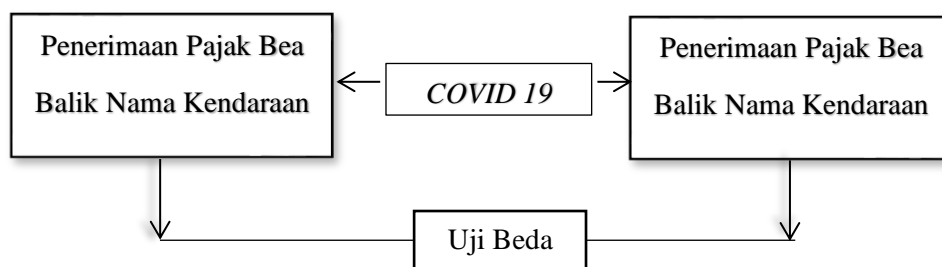 Penerimaan Pajak Bea
Balik Nama Kendaraan
COVID 19
Penerimaan Pajak Bea
Balik Nama Kendaraan
Uji Beda